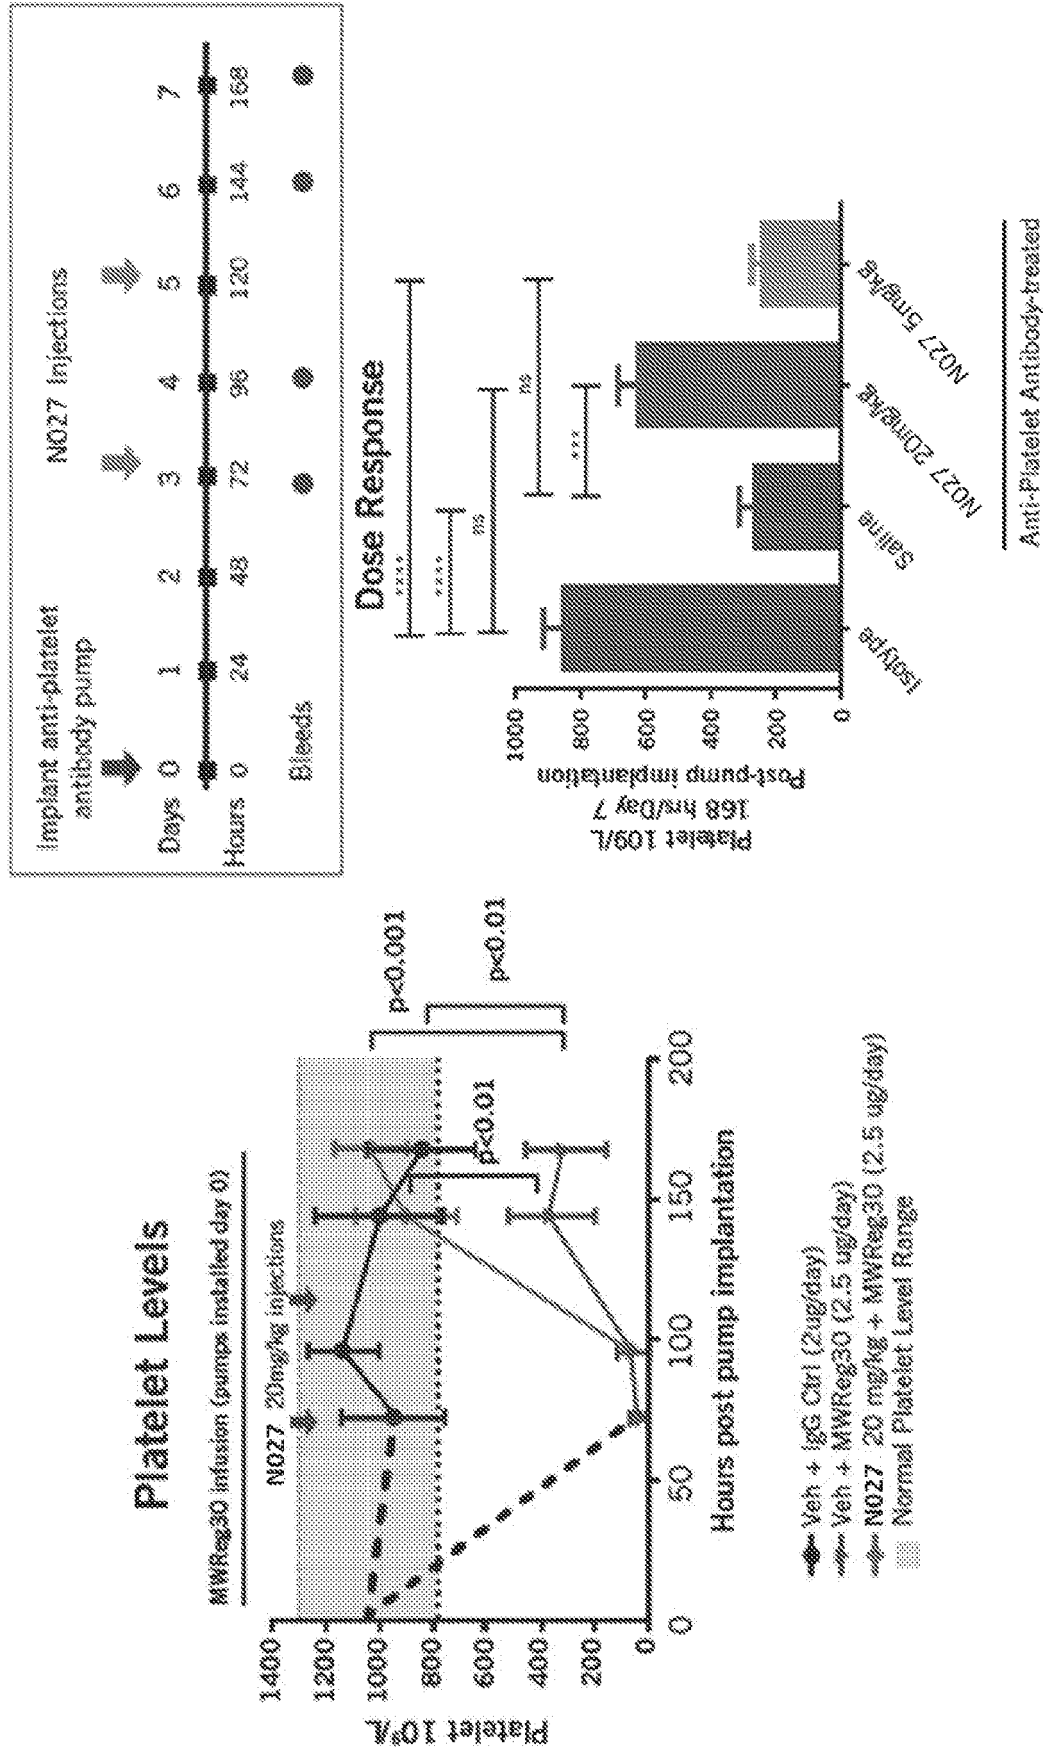 Platelet Levels
MWReg30 infusion (pumps installed day 0)
N027 20mg/kg injections
1400
1200
1000
800
600
400
200
0
Platelet 10⁹/L
0
50
100
150
200
Hours post pump implantation
p<0.01
p<0.001
p<0.01
Veh + IgG Ctrl (2ug/day)
Veh + MWReg30 (2.5 ug/day)
N027 20 mg/kg + MWReg30 (2.5 ug/day)
Normal Platelet Level Range
Implant anti-platelet
antibody pump
N027 Injections
Days 0 1 2 3 4 5 6 7
Hours 0 24 48 72 96 120 144 168
Bleeds
Dose Response
****
****
ns
ns
***
1000
800
600
400
200
0
Platelet 109/L
168 hrs/Day 7
Post-pump implantation
Isotype
Saline
N027 20mg/kg
N027 5mg/kg
Anti-Platelet Antibody-treated